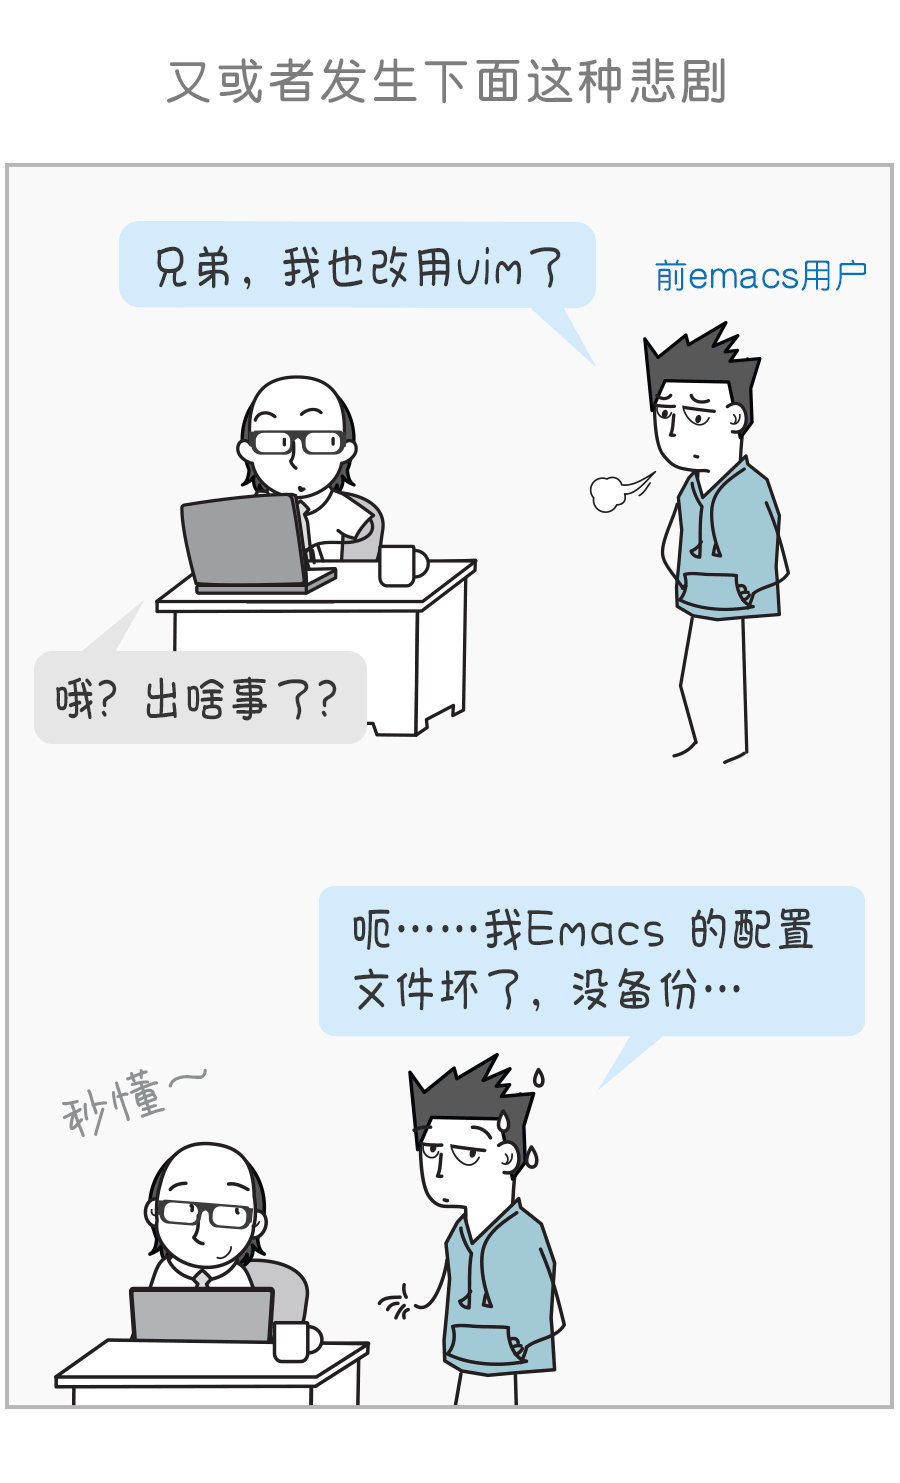 又或者发生下面这种悲剧
兄弟，我也改用vim了
前emacs用户
哦？出啥事了？
呃……我Emacs 的配置
文件坏了，没备份…
秒懂～